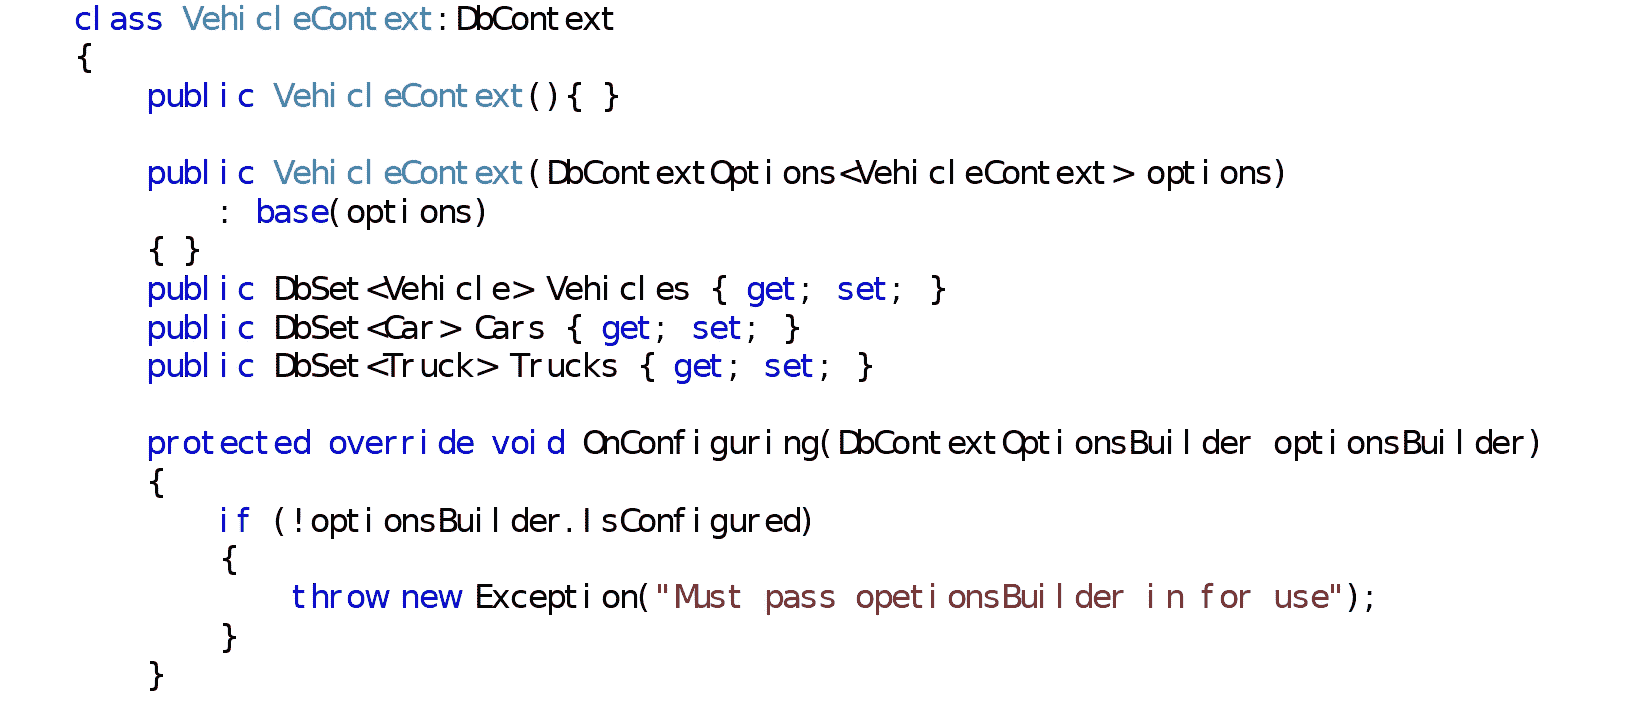 class VehicleContext:DbContext
{
public VehicleContext(){ }
public VehicleContext(DbContextOptions<VehicleContext> options)
: base(options)
{ }
public DbSet<Vehicle> Vehicles { get; set; }
public DbSet<Car> Cars { get; set; }
public DbSet<Truck> Trucks { get; set; }
protected override void OnConfiguring(DbContextOptionsBuilder optionsBuilder)
{
if (!optionsBuilder.IsConfigured)
{
throw new Exception("Must pass opetionsBuilder in for use");
}
}